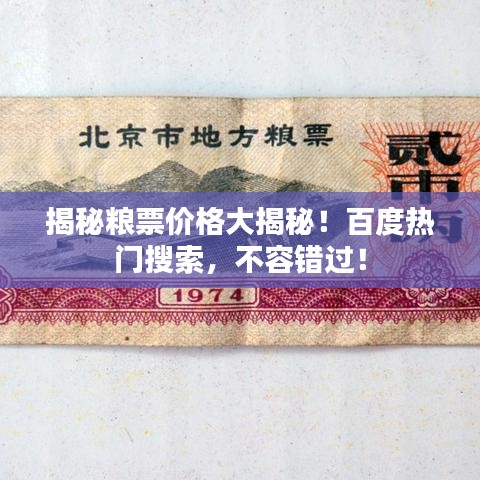 北京市地方粮票
贰市两
揭秘粮票价格大揭秘！百度热
门搜索，不容错过！
1974